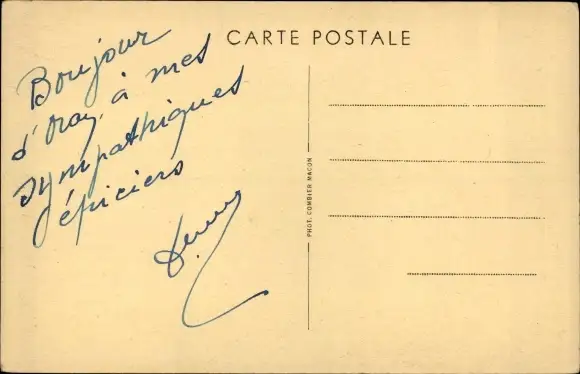 CARTE POSTALE
Bonjour
d'Oray, à mes
sympathiques
épiciers
PHOT. COMBIER MACON